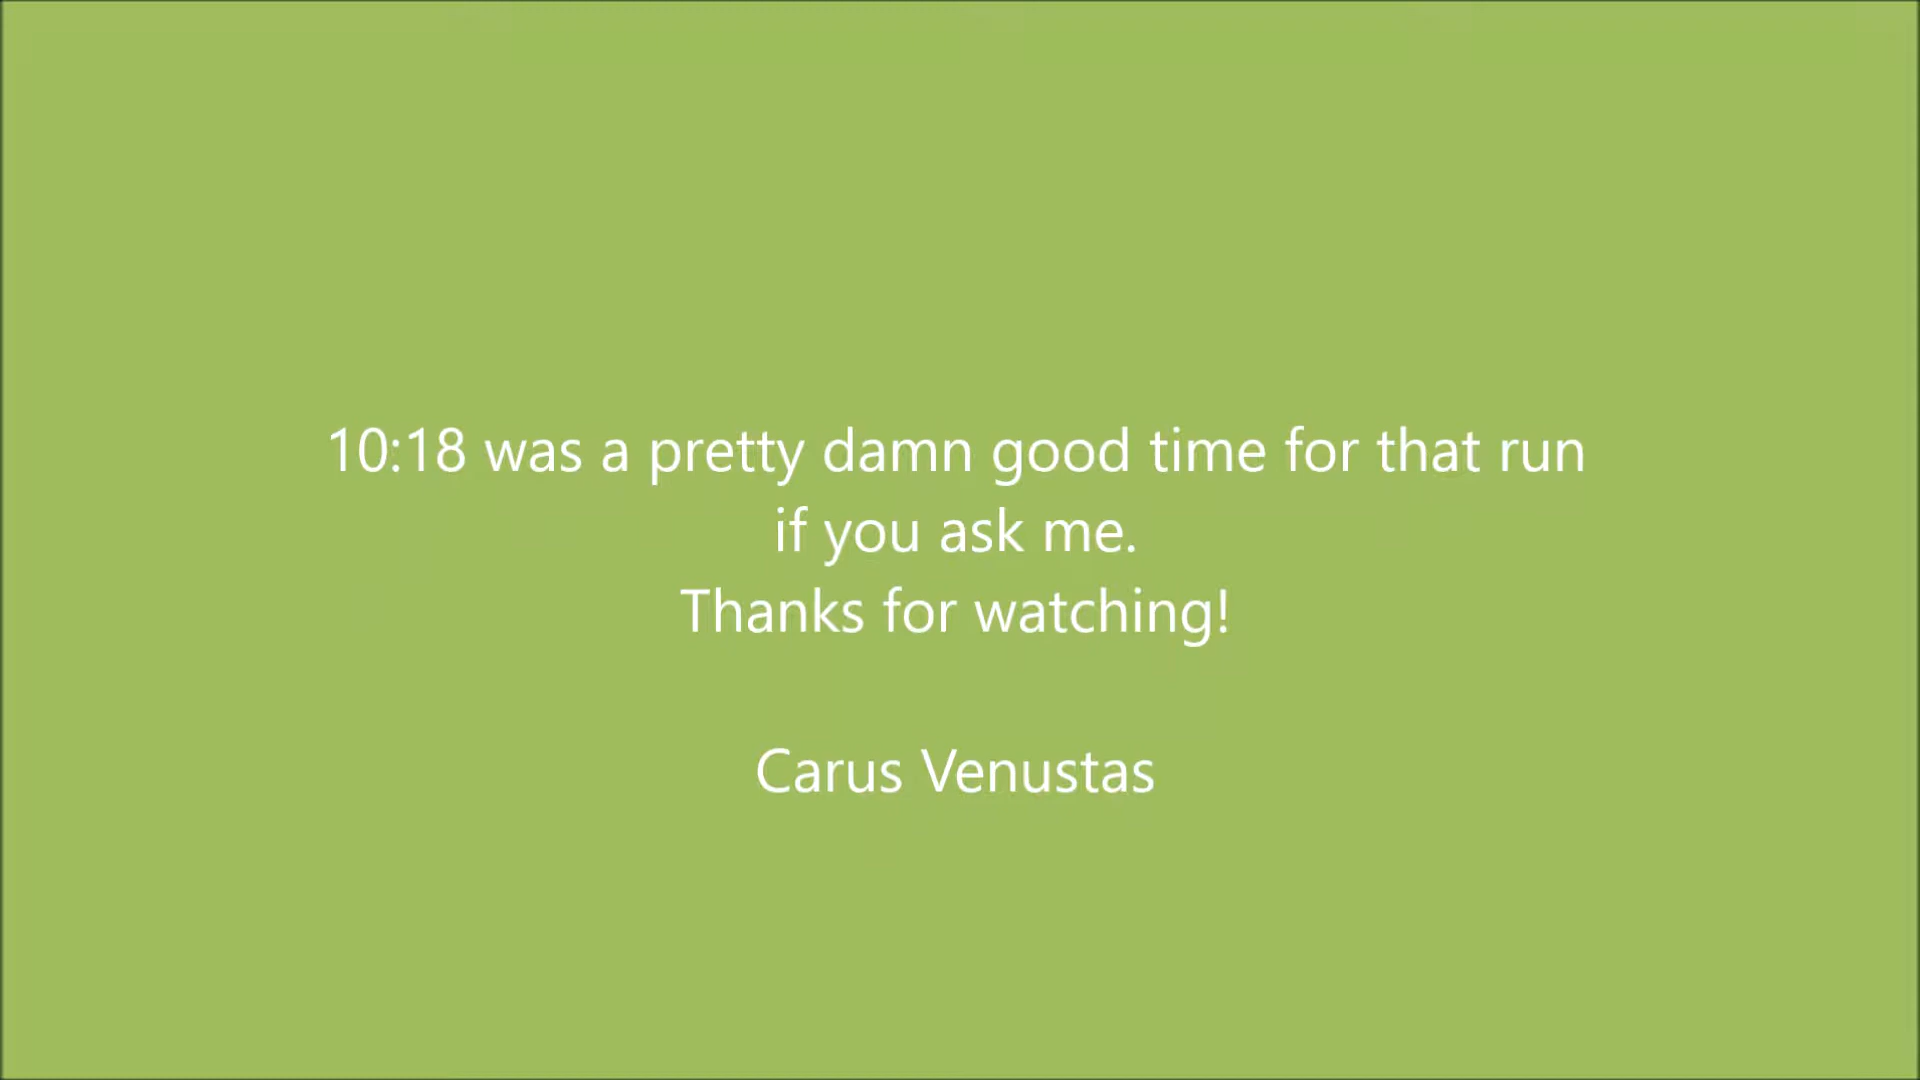 10:18 was a pretty damn good time for that run
if you ask me.
Thanks for watching!
Carus Venustas